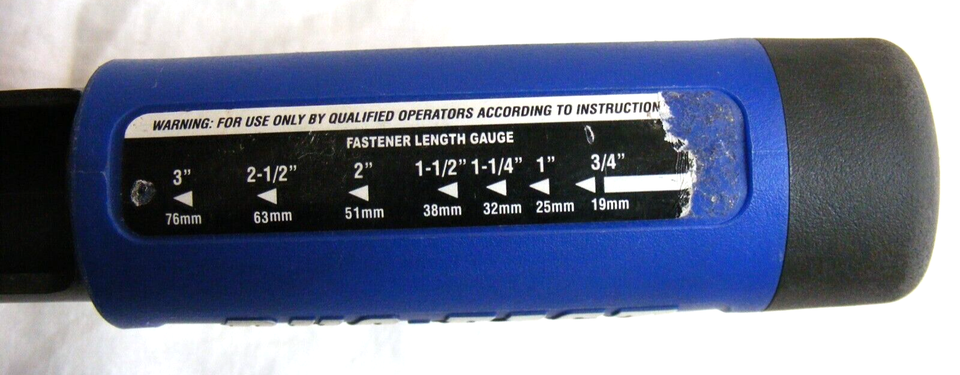 WARNING: FOR USE ONLY BY QUALIFIED OPERATORS ACCORDING TO INSTRUCTION
FASTENER LENGTH GAUGE
3" 2-1/2" 2" 1-1/2" 1-1/4" 1" 3/4"
76mm 63mm 51mm 38mm 32mm 25mm 19mm